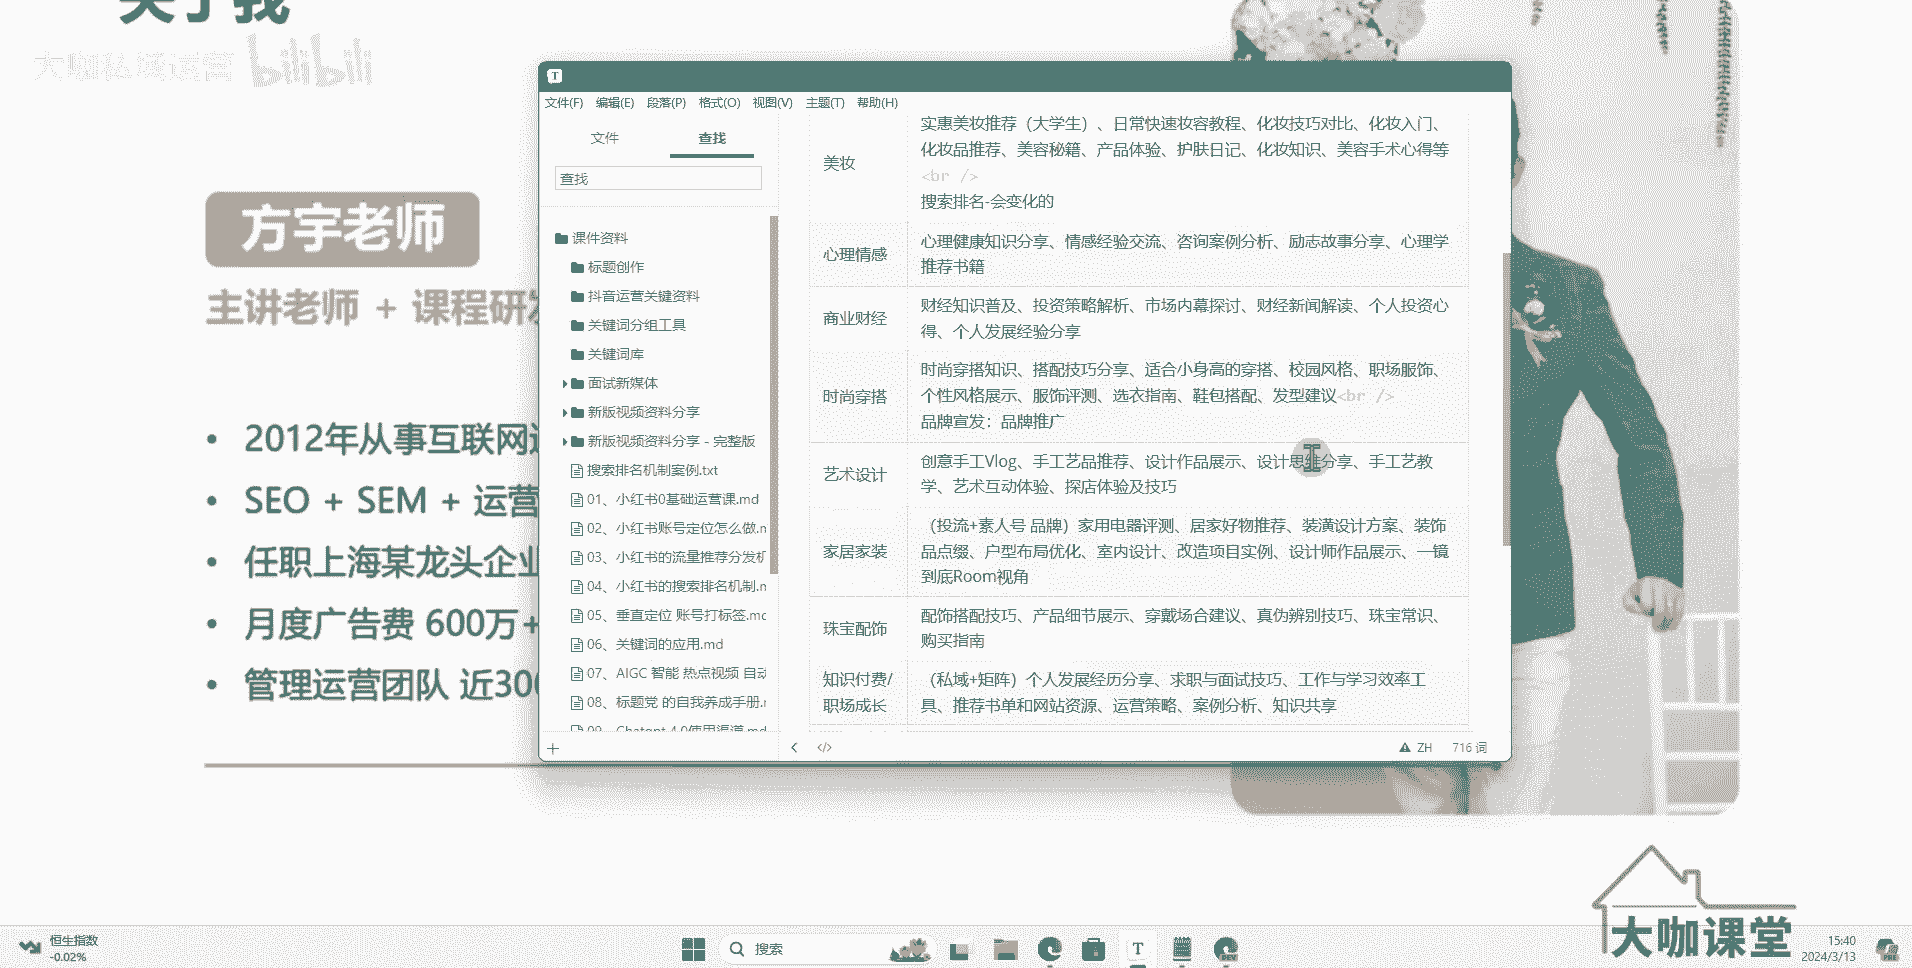 关于我
大咖私域运营 bilibili
方宇老师
主讲老师 + 课程研发
2012年从事互联网
SEO + SEM + 运营
任职上海某龙头企业
月度广告费 600万+
管理运营团队 近300
T
文件(F) 编辑(E) 段落(P) 格式(O) 视图(V) 主题(T) 帮助(H)
文件 查找
查找
课件资料
标题创作
抖音运营关键资料
关键词分组工具
关键词库
面试新媒体
新版视频资料分享
新版视频资料分享 - 完整版
搜索排名机制案例.txt
01、小红书0基础运营课.md
02、小红书账号定位怎么做.m
03、小红书的流量推荐分发机
04、小红书的搜索排名机制.m
05、垂直定位 账号打标签.mc
06、关键词的应用.md
07、AIGC 智能 热点视频 自动
08、标题党 的自我养成手册.r
09、Chatgpt 4.0使用渠道.md
美妆
实惠美妆推荐（大学生）、日常快速妆容教程、化妆技巧对比、化妆入门、
化妆品推荐、美容秘籍、产品体验、护肤日记、化妆知识、美容手术心得等
<br />
搜索排名-会变化的
心理情感
心理健康知识分享、情感经验交流、咨询案例分析、励志故事分享、心理学
推荐书籍
商业财经
财经知识普及、投资策略解析、市场内幕探讨、财经新闻解读、个人投资心
得、个人发展经验分享
时尚穿搭
时尚穿搭知识、搭配技巧分享、适合小身高的穿搭、校园风格、职场服饰、
个性风格展示、服饰评测、选衣指南、鞋包搭配、发型建议<br />
品牌宣发：品牌推广
艺术设计
创意手工Vlog、手工艺品推荐、设计作品展示、设计思维分享、手工艺教
学、艺术互动体验、探店体验及技巧
家居家装
（投流+素人号 品牌）家用电器评测、居家好物推荐、装潢设计方案、装饰
品点缀、户型布局优化、室内设计、改造项目实例、设计师作品展示、一镜
到底Room视角
珠宝配饰
配饰搭配技巧、产品细节展示、穿戴场合建议、真伪辨别技巧、珠宝常识、
购买指南
知识付费/
职场成长
（私域+矩阵）个人发展经历分享、求职与面试技巧、工作与学习效率工
具、推荐书单和网站资源、运营策略、案例分析、知识共享
</> ZH 716 词
大咖课堂
恒生指数
-0.02%
搜索
T
DEV
15:40
2024/3/13
PRE